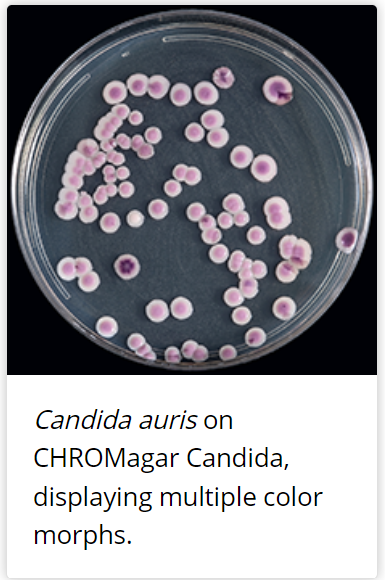 Candida auris on
CHROMagar Candida,
displaying multiple color
morphs.